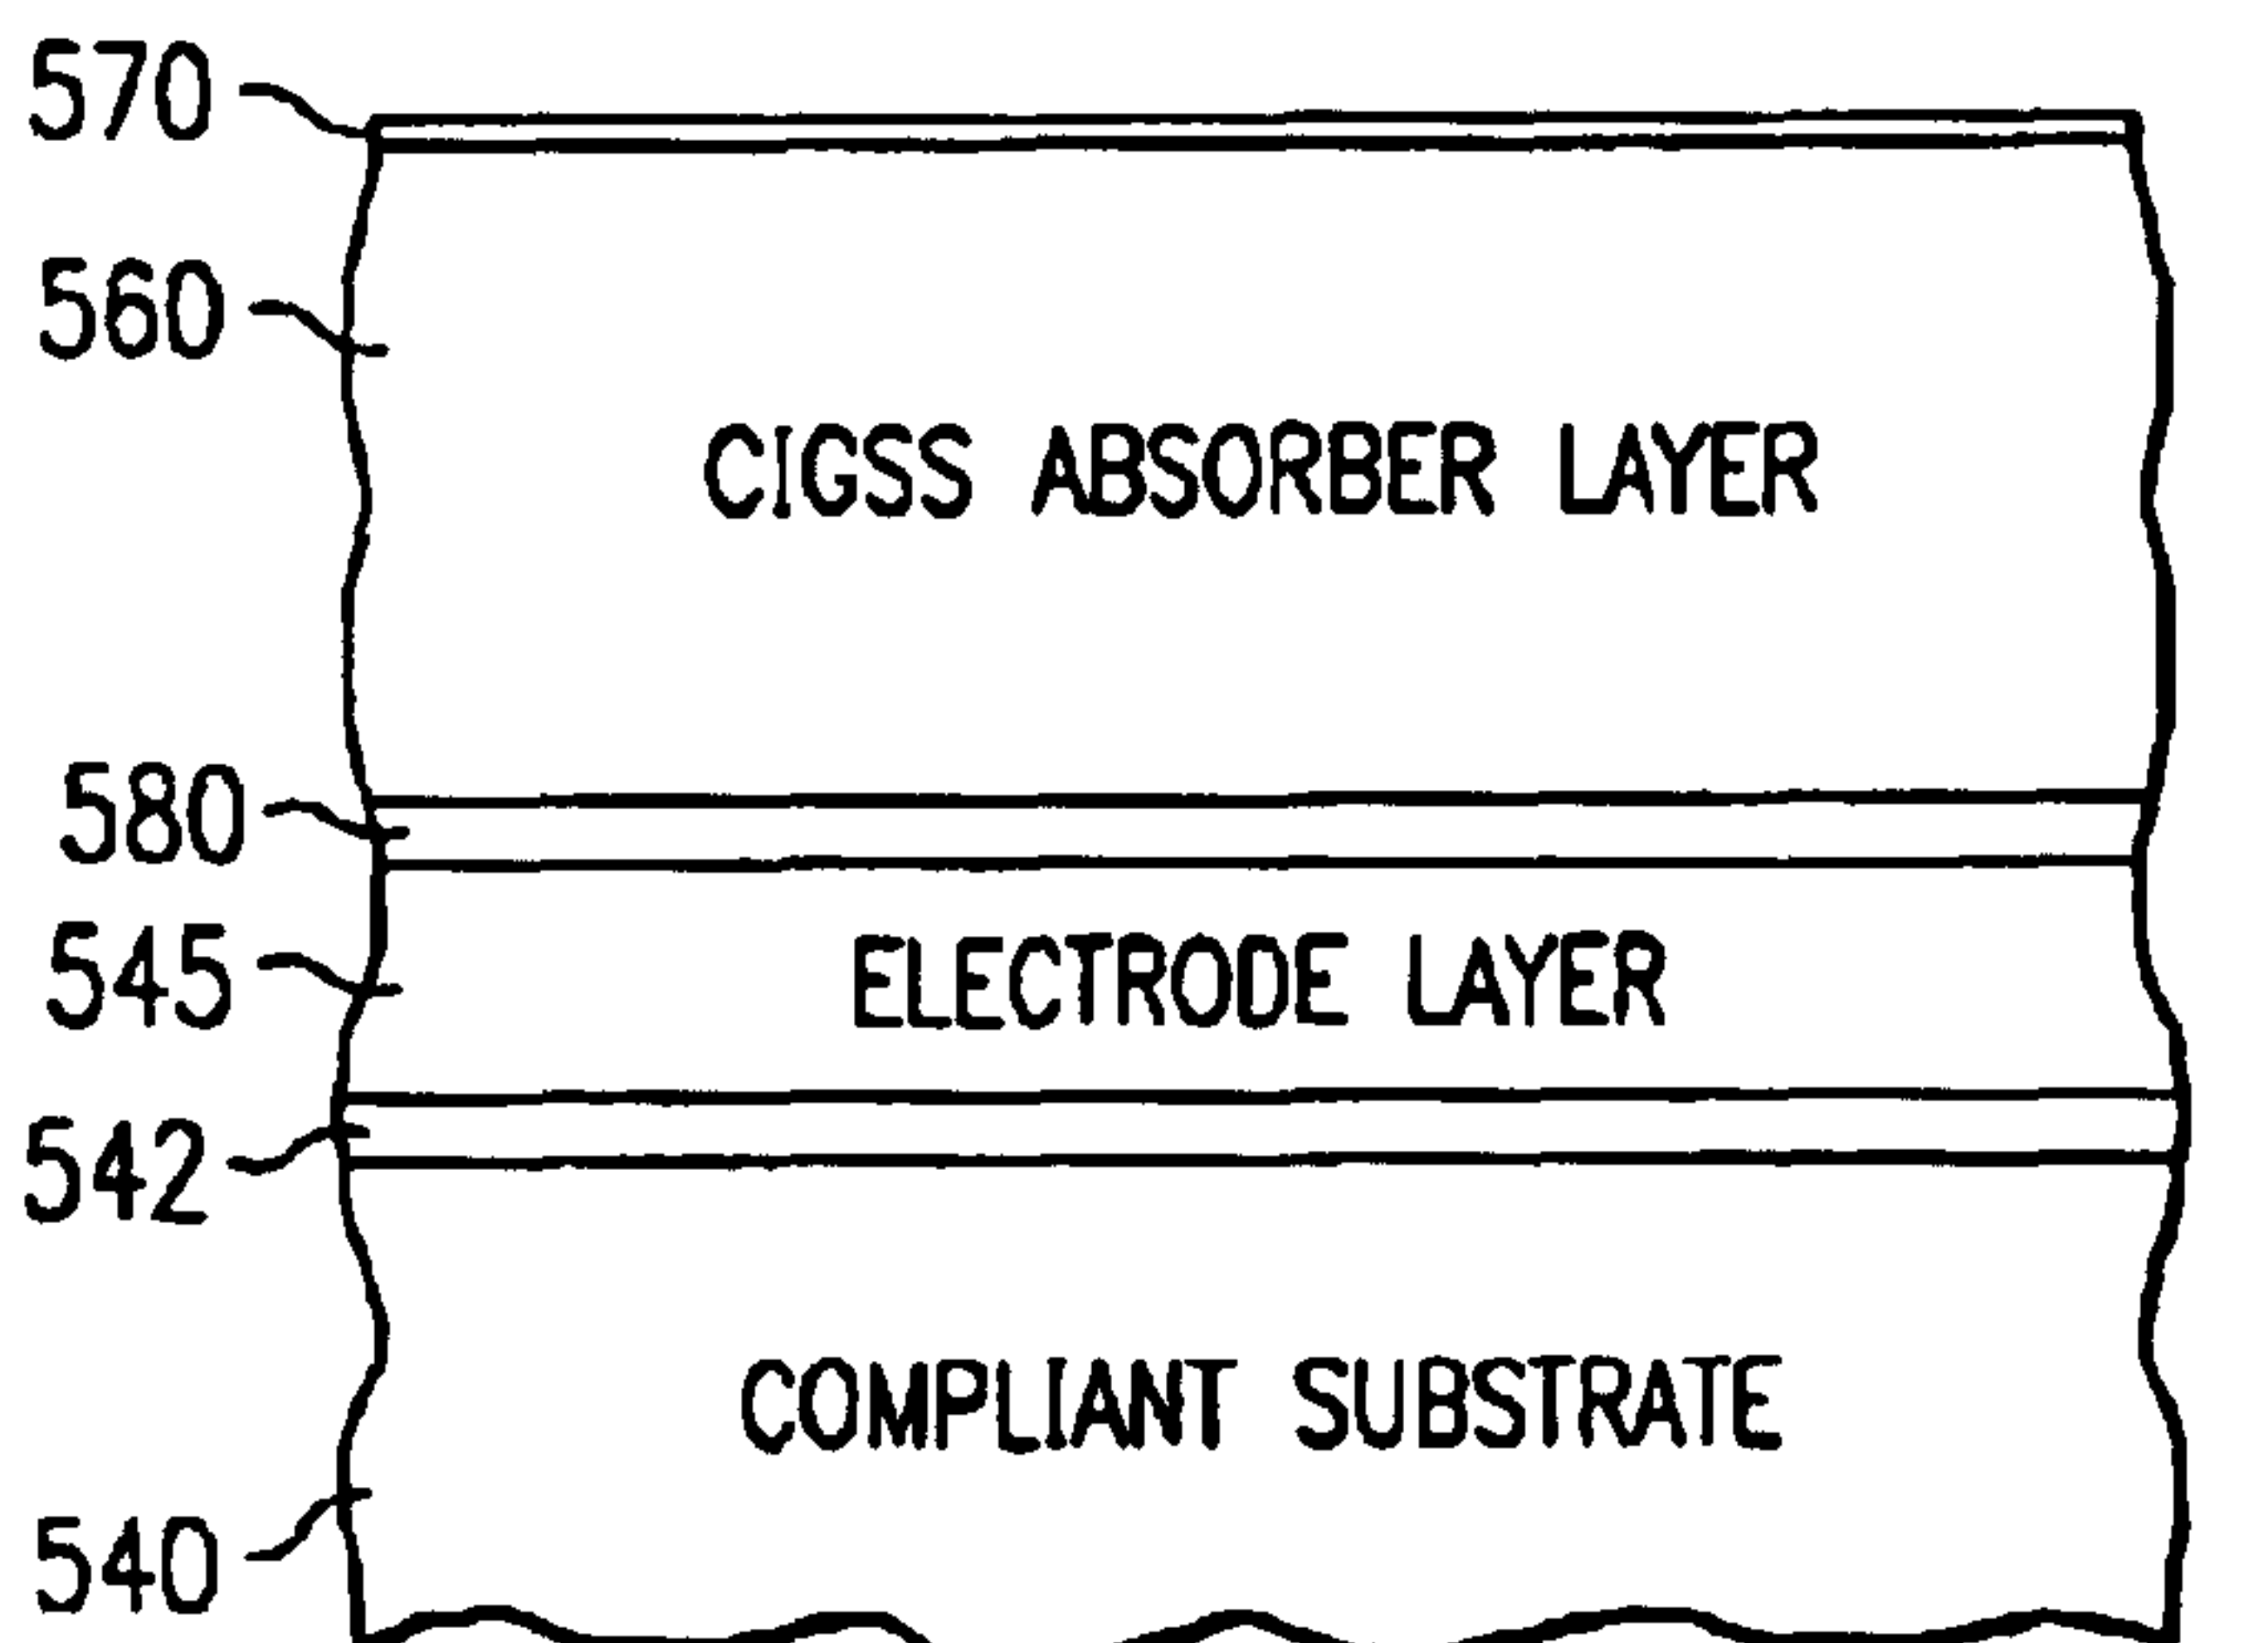 570
560
CIGSS ABSORBER LAYER
580
545
ELECTRODE LAYER
542
COMPLIANT SUBSTRATE
540